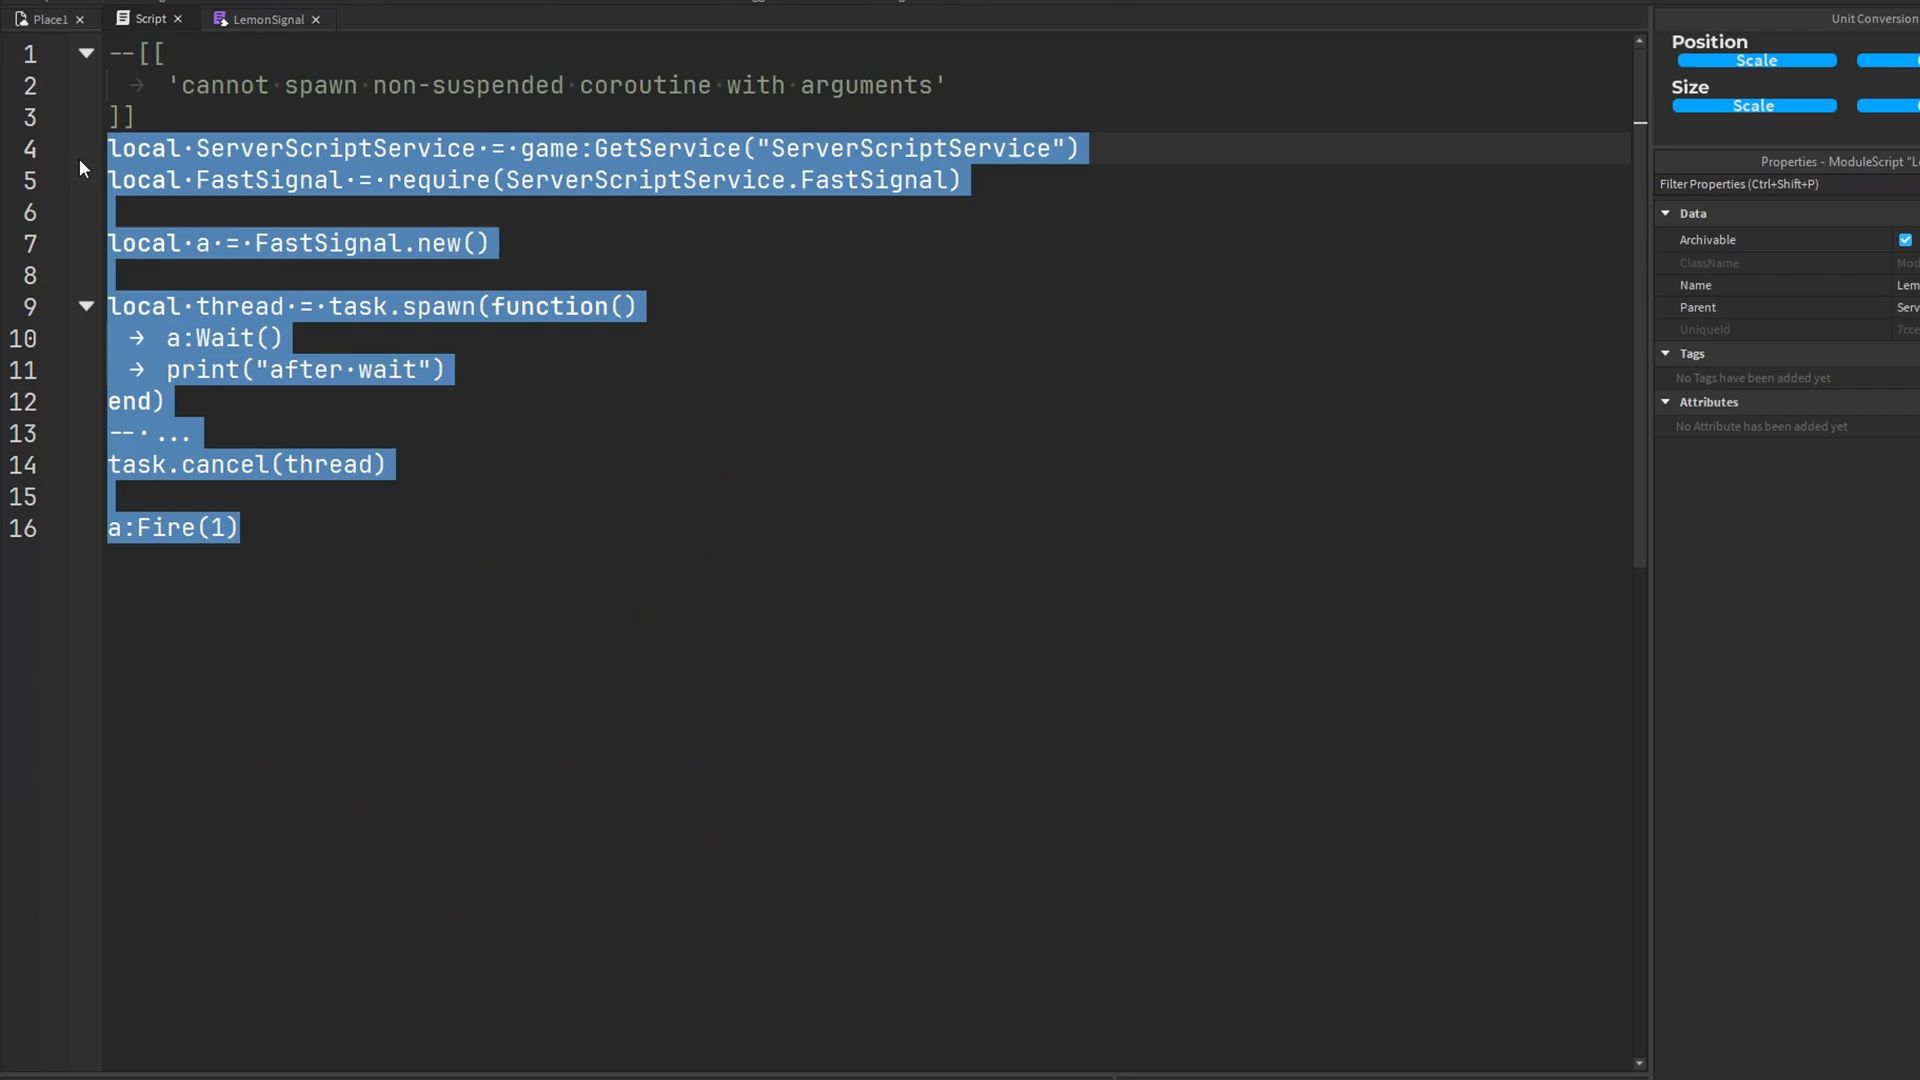 Place1
Script
LemonSignal
Unit Conversion
1 --[[
2 'cannot spawn non-suspended coroutine with arguments'
3 ]]
4 local ServerScriptService = game:GetService("ServerScriptService")
5 local FastSignal = require(ServerScriptService.FastSignal)
6
7 local a = FastSignal.new()
8
9 local thread = task.spawn(function()
10 a:Wait()
11 print("after wait")
12 end)
13 -- ...
14 task.cancel(thread)
15
16 a:Fire(1)
Position
Scale
Size
Scale
Properties - ModuleScript "L
Filter Properties (Ctrl+Shift+P)
Data
Archivable
ClassName Mod
Name Lem
Parent Serv
UniqueId 7cce
Tags
No Tags have been added yet
Attributes
No Attribute has been added yet